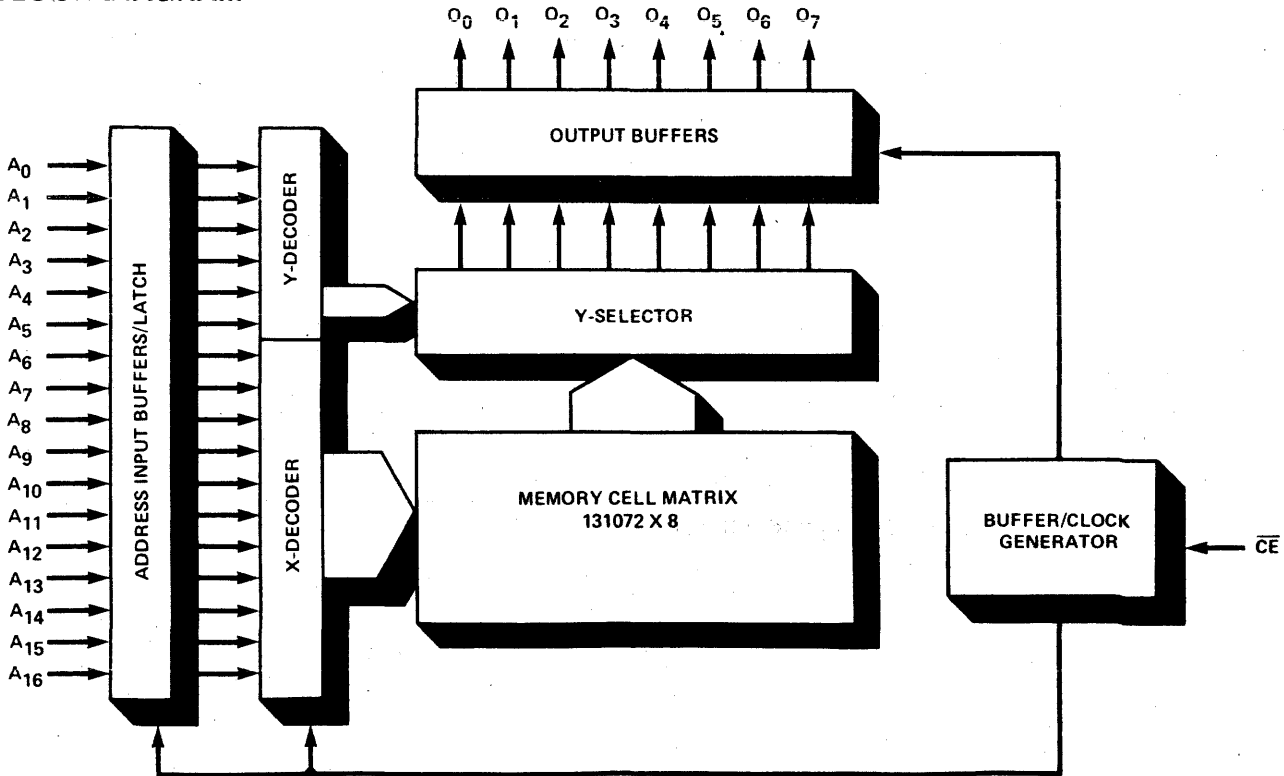 O0 O1 O2 O3 O4 O5 O6 O7
OUTPUT BUFFERS
A0
A1
A2
A3
A4
A5
A6
A7
A8
A9
A10
A11
A12
A13
A14
A15
A16
ADDRESS INPUT BUFFERS/LATCH
Y-DECODER
X-DECODER
Y-SELECTOR
MEMORY CELL MATRIX
131072 X 8
BUFFER/CLOCK
GENERATOR
C̅E̅